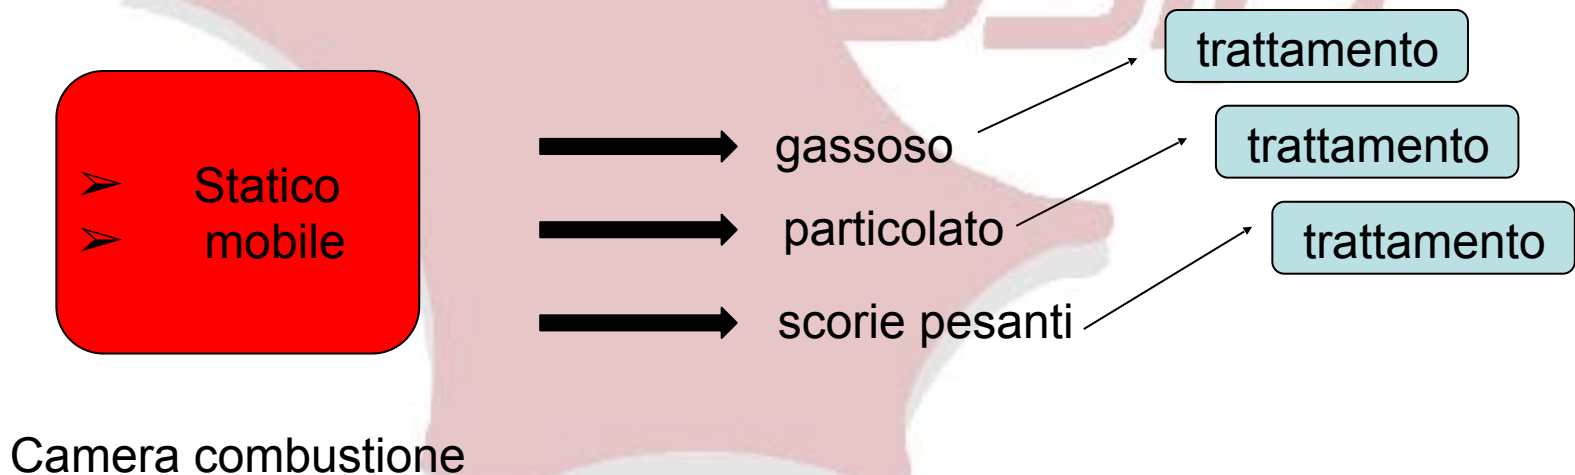 trattamento
gassoso
trattamento
➢ Statico
➢ mobile
particolato
trattamento
scorie pesanti
Camera combustione